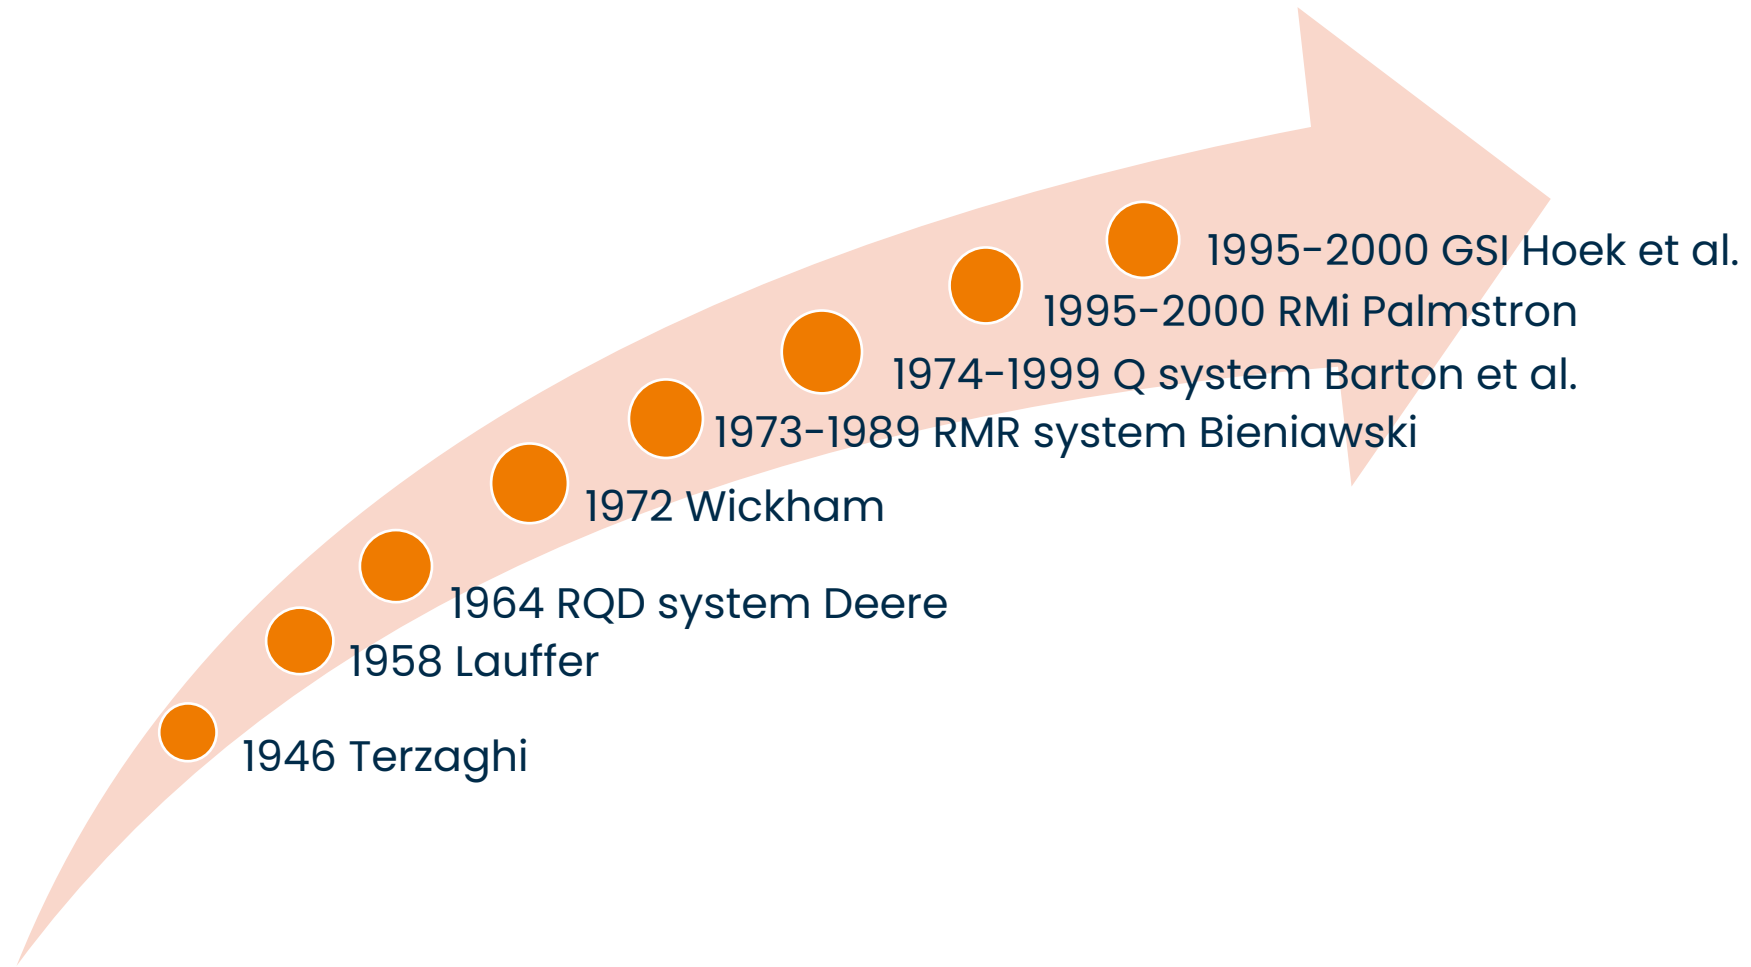 1995-2000 GSI Hoek et al.
1995-2000 RMi Palmstron
1974-1999 Q system Barton et al.
1973-1989 RMR system Bieniawski
1972 Wickham
1964 RQD system Deere
1958 Lauffer
1946 Terzaghi